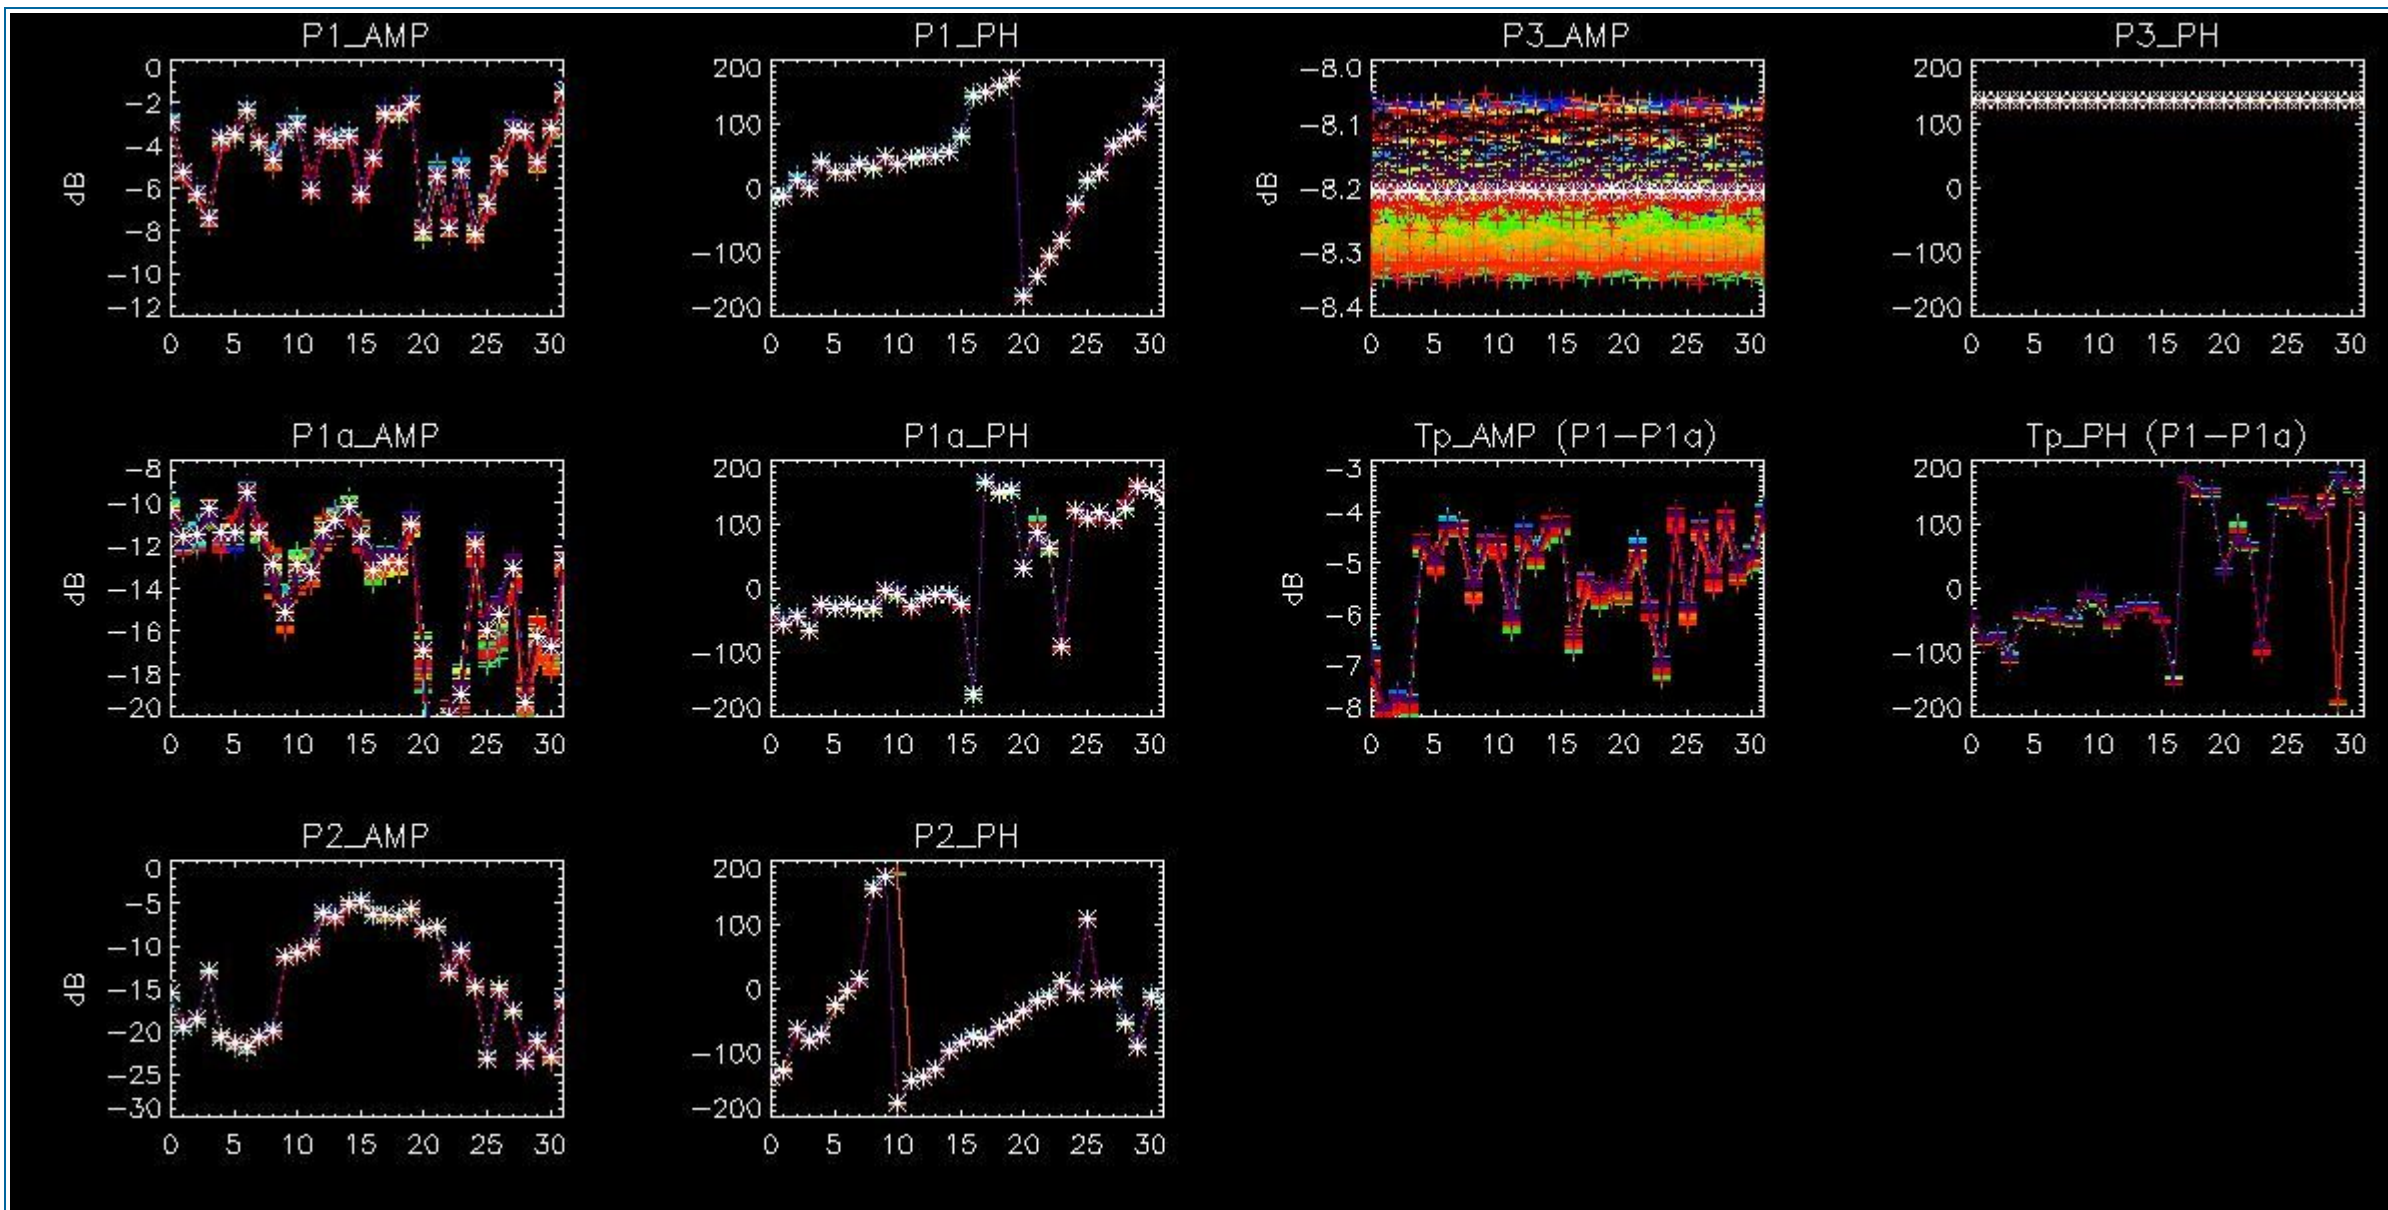 P1_AMP
P1_PH
P3_AMP
P3_PH
0
−2
−4
−6
−8
−10
−12
dB
0 5 10 15 20 25 30
200
100
0
−100
−200
0 5 10 15 20 25 30
−8.0
−8.1
−8.2
−8.3
−8.4
dB
0 5 10 15 20 25 30
200
100
0
−100
−200
0 5 10 15 20 25 30
P1a_AMP
P1a_PH
Tp_AMP (P1−P1a)
Tp_PH (P1−P1a)
−8
−10
−12
−14
−16
−18
−20
dB
0 5 10 15 20 25 30
200
100
0
−100
−200
0 5 10 15 20 25 30
−3
−4
−5
−6
−7
−8
dB
0 5 10 15 20 25 30
200
100
0
−100
−200
0 5 10 15 20 25 30
P2_AMP
P2_PH
0
−5
−10
−15
−20
−25
−30
dB
0 5 10 15 20 25 30
200
100
0
−100
−200
0 5 10 15 20 25 30